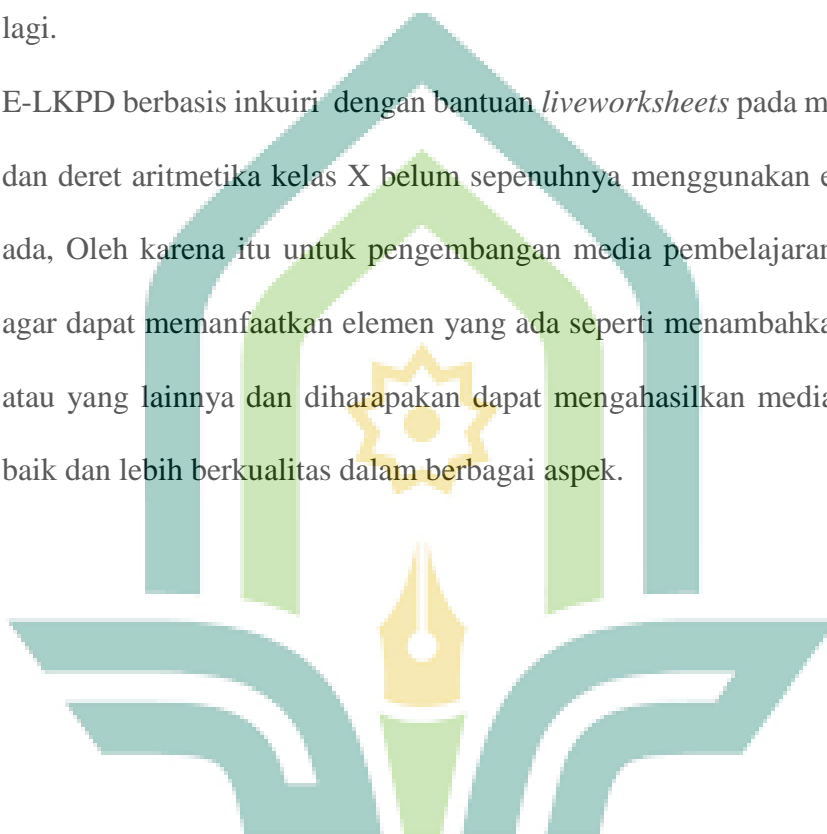 lagi.
E-LKPD berbasis inkuiri dengan bantuan liveworksheets pada m
dan deret aritmetika kelas X belum sepenuhnya menggunakan e
ada, Oleh karena itu untuk pengembangan media pembelajaran
agar dapat memanfaatkan elemen yang ada seperti menambahka
atau yang lainnya dan diharapakan dapat mengahasilkan media
baik dan lebih berkualitas dalam berbagai aspek.